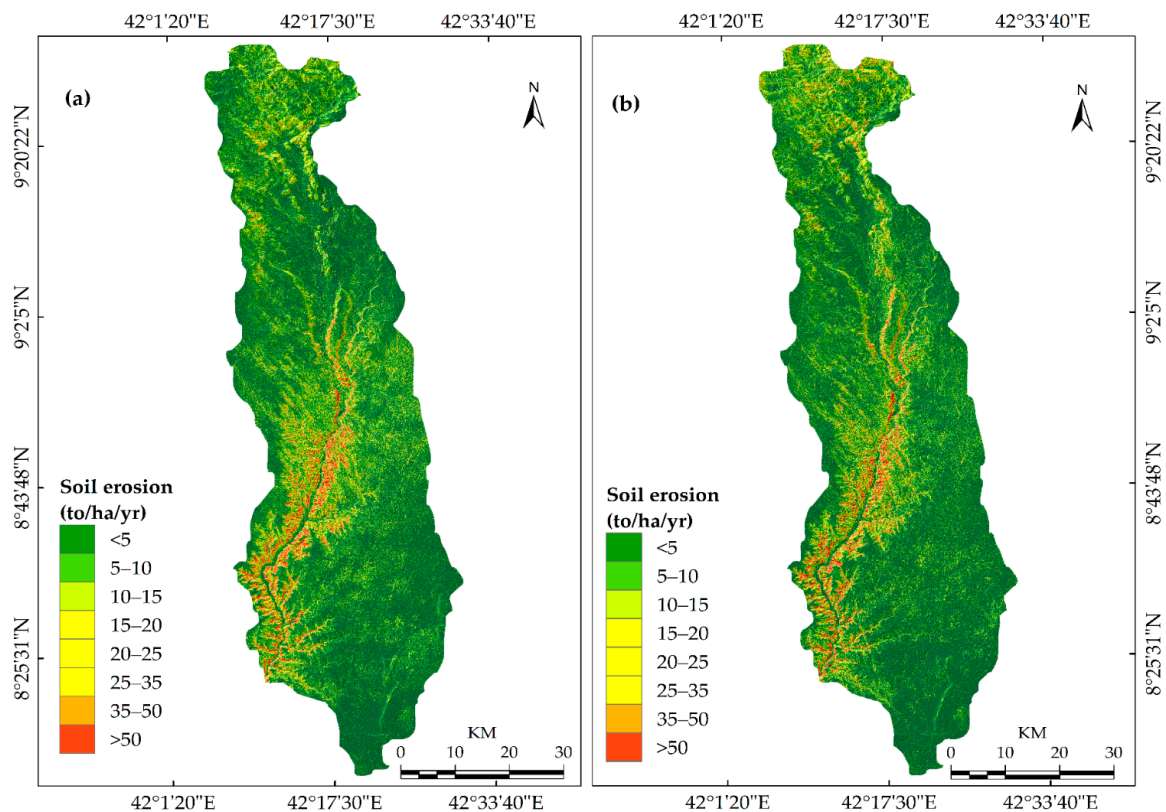 42°1'20"E 42°17'30"E 42°33'40"E
(a)
N
9°20'22"N
9°2'5"N
8°43'48"N
8°25'31"N
Soil erosion
(to/ha/yr)
<5
5–10
10–15
15–20
20–25
25–35
35–50
>50
KM
0 10 20 30
42°1'20"E 42°17'30"E 42°33'40"E
42°1'20"E 42°17'30"E 42°33'40"E
(b)
N
9°20'22"N
9°2'5"N
8°43'48"N
8°25'31"N
Soil erosion
(to/ha/yr)
<5
5–10
10–15
15–20
20–25
25–35
35–50
>50
KM
0 10 20 30
42°1'20"E 42°17'30"E 42°33'40"E